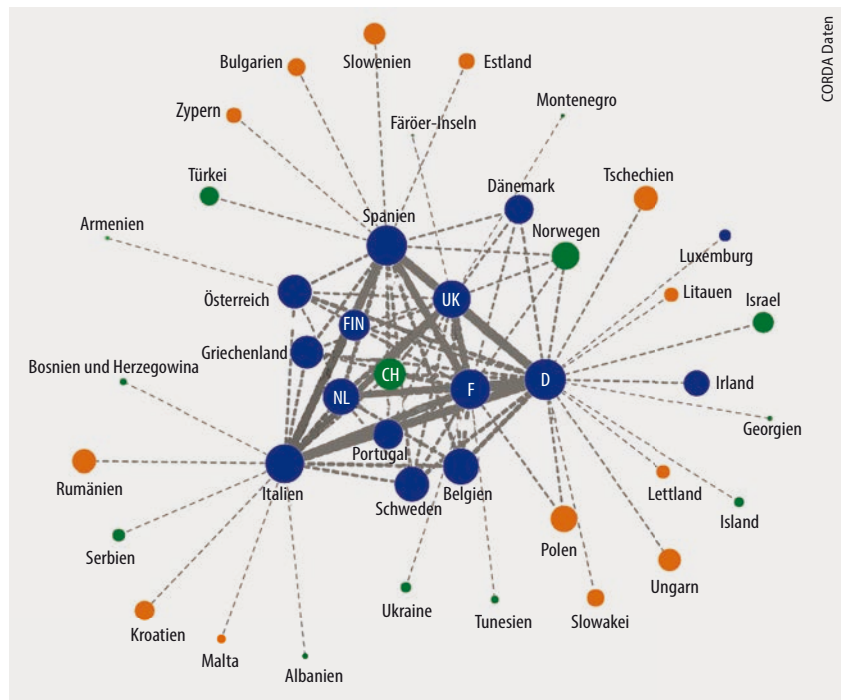 CORDA Daten
Slowenien
Bulgarien
Estland
Montenegro
Zypern
Färöer-Inseln
Türkei
Tschechien
Dänemark
Spanien
Armenien
Norwegen
Luxemburg
Österreich
UK
Litauen
Israel
FIN
Griechenland
Bosnien und Herzegowina
CH
D
F
Irland
NL
Georgien
Portugal
Rumänien
Italien
Belgien
Lettland
Schweden
Island
Serbien
Polen
Ungarn
Ukraine
Tunesien
Slowakei
Kroatien
Malta
Albanien